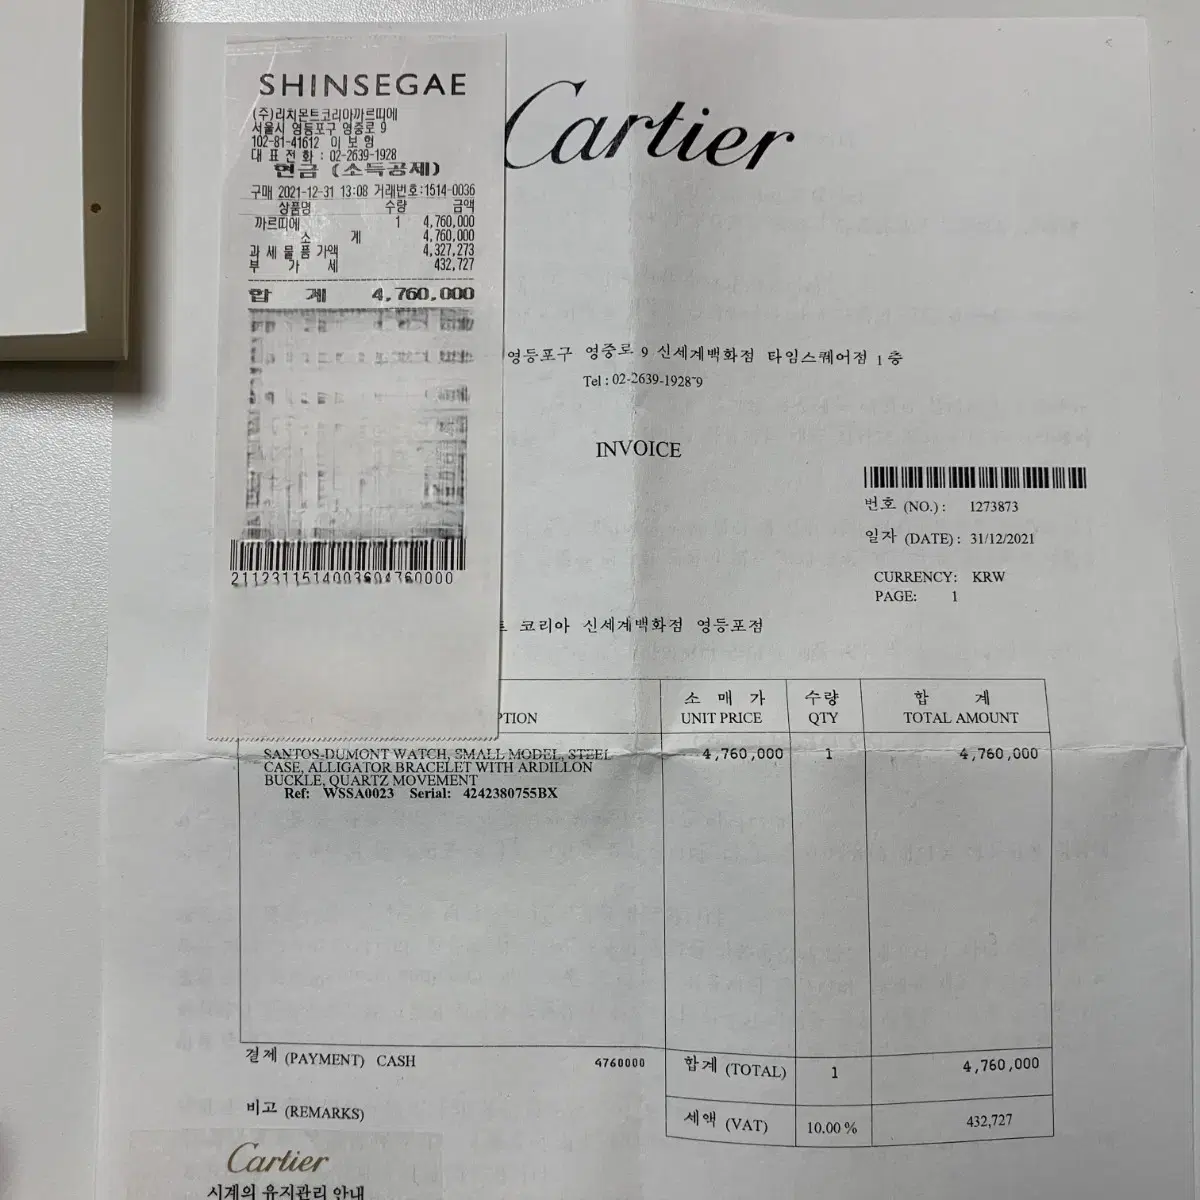 SHINSEGAE
(주)리치몬트코리아까르띠에
서울시 영등포구 영중로 9
102-81-41612 이 보 형
대 표 전 화 : 02-2639-1928
현금 (소득공제)
구매 2021-12-31 13:08 거래번호:1514-0036
상품명 수량 금액
까르띠에 1 4,760,000
소 계 4,760,000
과 세 물 품 가액 4,327,273
부 가 세 432,727
합 계 4,760,000
2112311514003604760000
Cartier
영등포구 영중로 9 신세계백화점 타임스퀘어점 1 층
Tel : 02-2639-1928~9
INVOICE
번호 (NO.) : 1273873
일자 (DATE) : 31/12/2021
CURRENCY: KRW
PAGE: 1
트 코리아 신세계백화점 영등포점
PTION
소 매 가
UNIT PRICE
수량
QTY
합 계
TOTAL AMOUNT
SANTOS-DUMONT WATCH, SMALL MODEL, STEEL 4,760,000 1 4,760,000
CASE, ALLIGATOR BRACELET WITH ARDILLON
BUCKLE, QUARTZ MOVEMENT
Ref: WSSA0023 Serial: 4242380755BX
결제 (PAYMENT) CASH 4760000
합계 (TOTAL) 1 4,760,000
비고 (REMARKS)
세액 (VAT) 10.00 % 432,727
Cartier
시계의 유지관리 안내